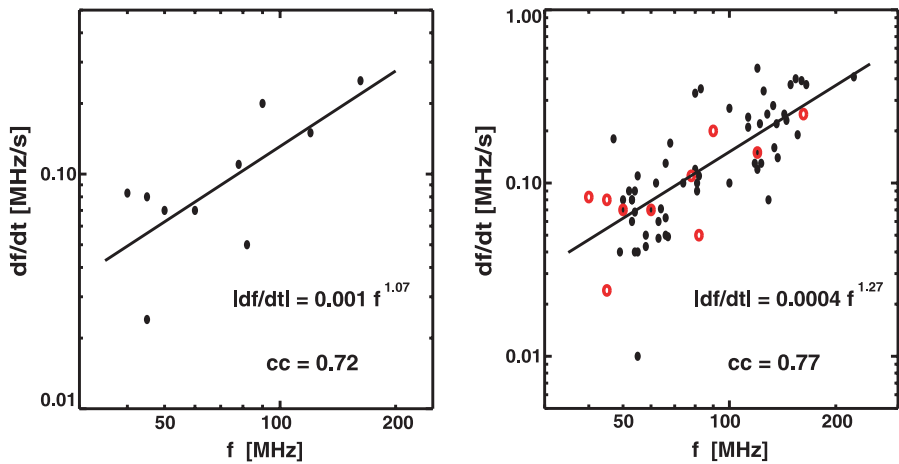 0.10
0.01
df/dt [MHz/s]
|df/dt| = 0.001 f^1.07
cc = 0.72
50
100
200
f [MHz]
1.00
0.10
0.01
df/dt [MHz/s]
|df/dt| = 0.0004 f^1.27
cc = 0.77
50
100
200
f [MHz]